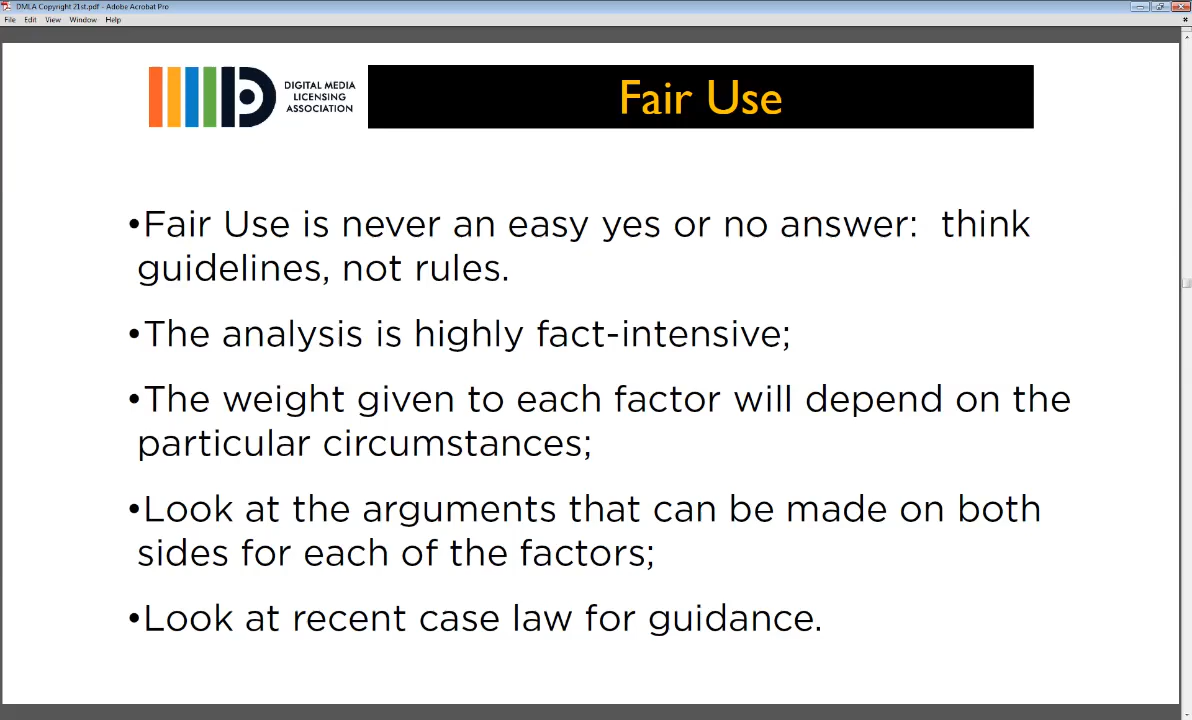 DMLA Copyright 21st.pdf - Adobe Acrobat Pro
File Edit View Window Help
DIGITAL MEDIA
LICENSING
ASSOCIATION
Fair Use
•Fair Use is never an easy yes or no answer:  think
guidelines, not rules.
•The analysis is highly fact-intensive;
•The weight given to each factor will depend on the
particular circumstances;
•Look at the arguments that can be made on both
sides for each of the factors;
•Look at recent case law for guidance.